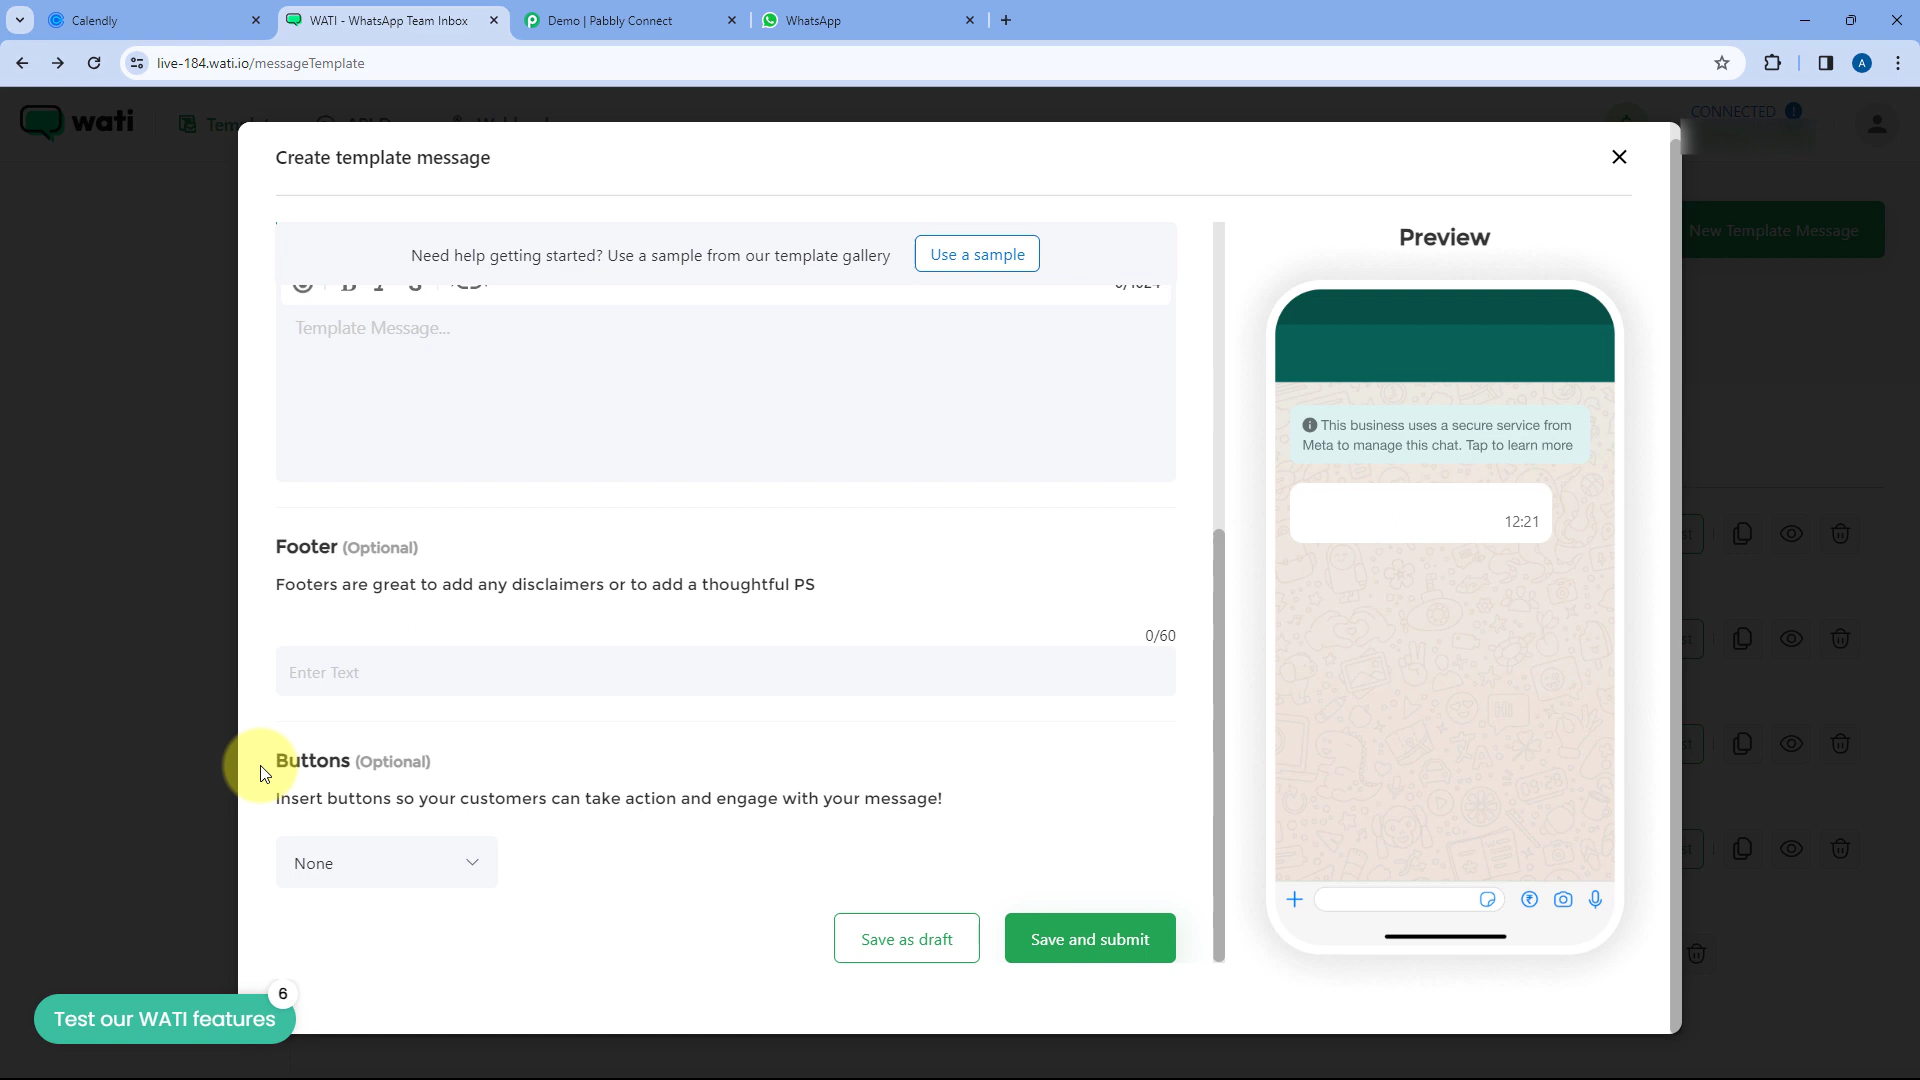 Calendly
WATI - WhatsApp Team Inbox
Demo | Pabbly Connect
WhatsApp
live-184.wati.io/messageTemplate
A
wati
CONNECTED
Create template message
New Template Message
Need help getting started? Use a sample from our template gallery
Use a sample
Preview
0/1024
Template Message...
This business uses a secure service from
Meta to manage this chat. Tap to learn more
12:21
Footer (Optional)
Footers are great to add any disclaimers or to add a thoughtful PS
0/60
Enter Text
Buttons (Optional)
Insert buttons so your customers can take action and engage with your message!
None
Save as draft
Save and submit
6
Test our WATI features